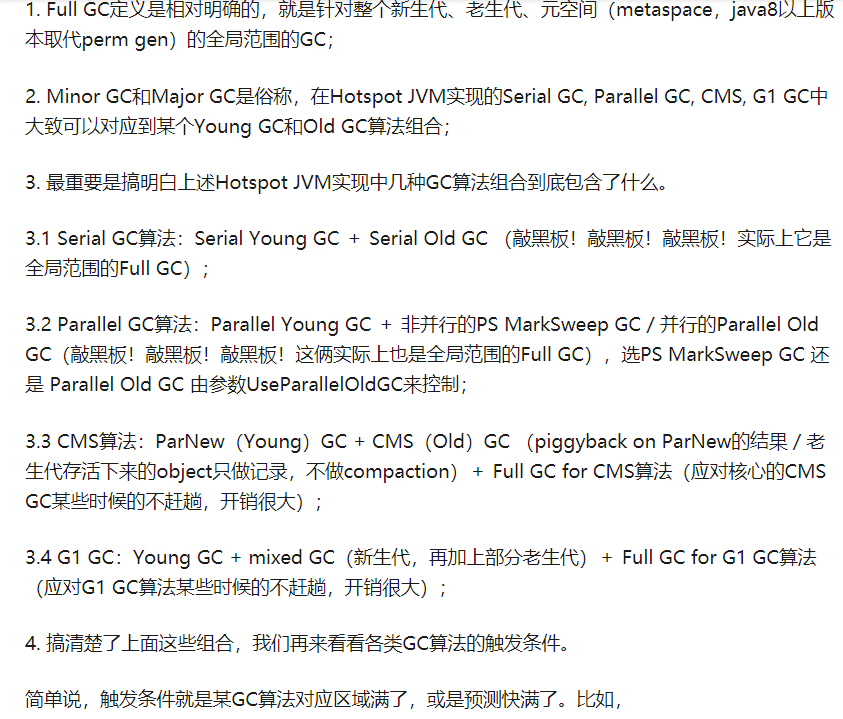 1. Full GC定义是相对明确的，就是针对整个新生代、老生代、元空间（metaspace，java8以上版
本取代perm gen）的全局范围的GC；
2. Minor GC和Major GC是俗称，在Hotspot JVM实现的Serial GC, Parallel GC, CMS, G1 GC中
大致可以对应到某个Young GC和Old GC算法组合；
3. 最重要是搞明白上述Hotspot JVM实现中几种GC算法组合到底包含了什么。
3.1 Serial GC算法：Serial Young GC ＋ Serial Old GC （敲黑板！敲黑板！敲黑板！实际上它是
全局范围的Full GC）；
3.2 Parallel GC算法：Parallel Young GC ＋ 非并行的PS MarkSweep GC / 并行的Parallel Old
GC（敲黑板！敲黑板！敲黑板！这俩实际上也是全局范围的Full GC），选PS MarkSweep GC 还
是 Parallel Old GC 由参数UseParallelOldGC来控制；
3.3 CMS算法：ParNew（Young）GC + CMS（Old）GC （piggyback on ParNew的结果／老
生代存活下来的object只做记录，不做compaction）＋ Full GC for CMS算法（应对核心的CMS
GC某些时候的不赶趟，开销很大）；
3.4 G1 GC：Young GC + mixed GC（新生代，再加上部分老生代）＋ Full GC for G1 GC算法
（应对G1 GC算法某些时候的不赶趟，开销很大）；
4. 搞清楚了上面这些组合，我们再来看看各类GC算法的触发条件。
简单说，触发条件就是某GC算法对应区域满了，或是预测快满了。比如，